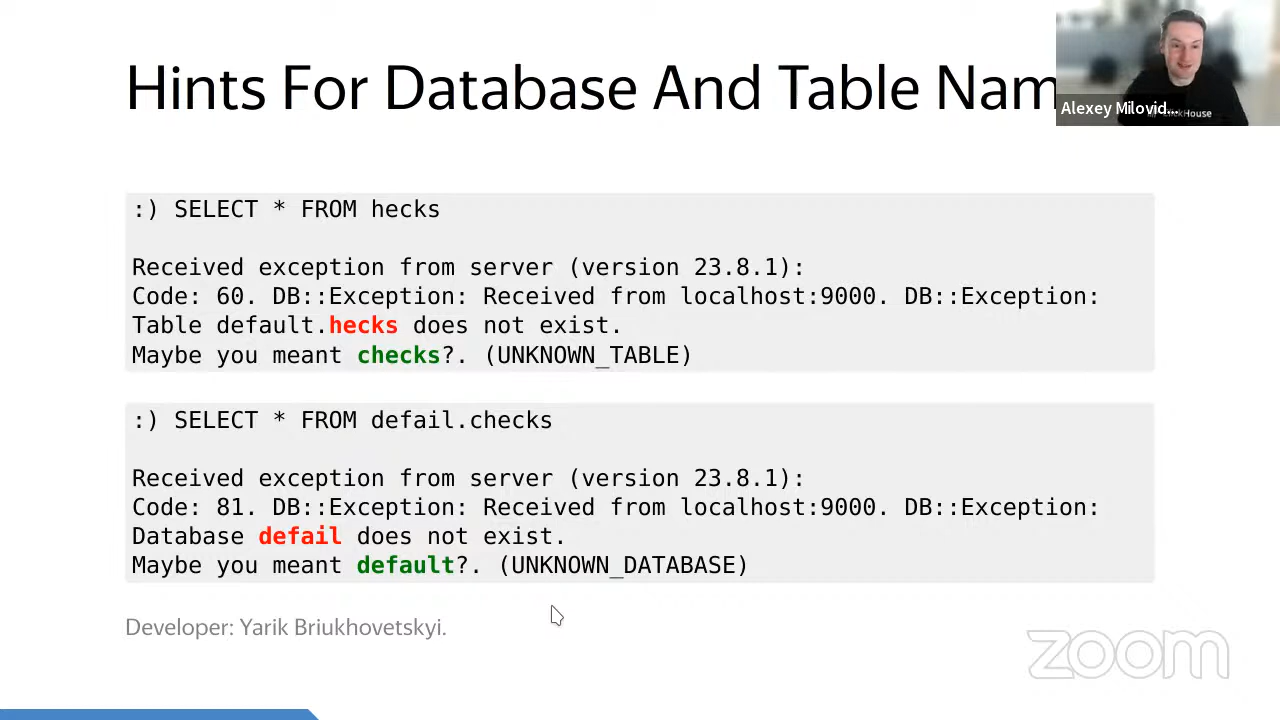 Hints For Database And Table Nam
Alexey Milovid...
ckHouse
:) SELECT * FROM hecks
Received exception from server (version 23.8.1):
Code: 60. DB::Exception: Received from localhost:9000. DB::Exception:
Table default.hecks does not exist.
Maybe you meant checks?. (UNKNOWN_TABLE)
:) SELECT * FROM defail.checks
Received exception from server (version 23.8.1):
Code: 81. DB::Exception: Received from localhost:9000. DB::Exception:
Database defail does not exist.
Maybe you meant default?. (UNKNOWN_DATABASE)
Developer: Yarik Briukhovetskyi.
zoom